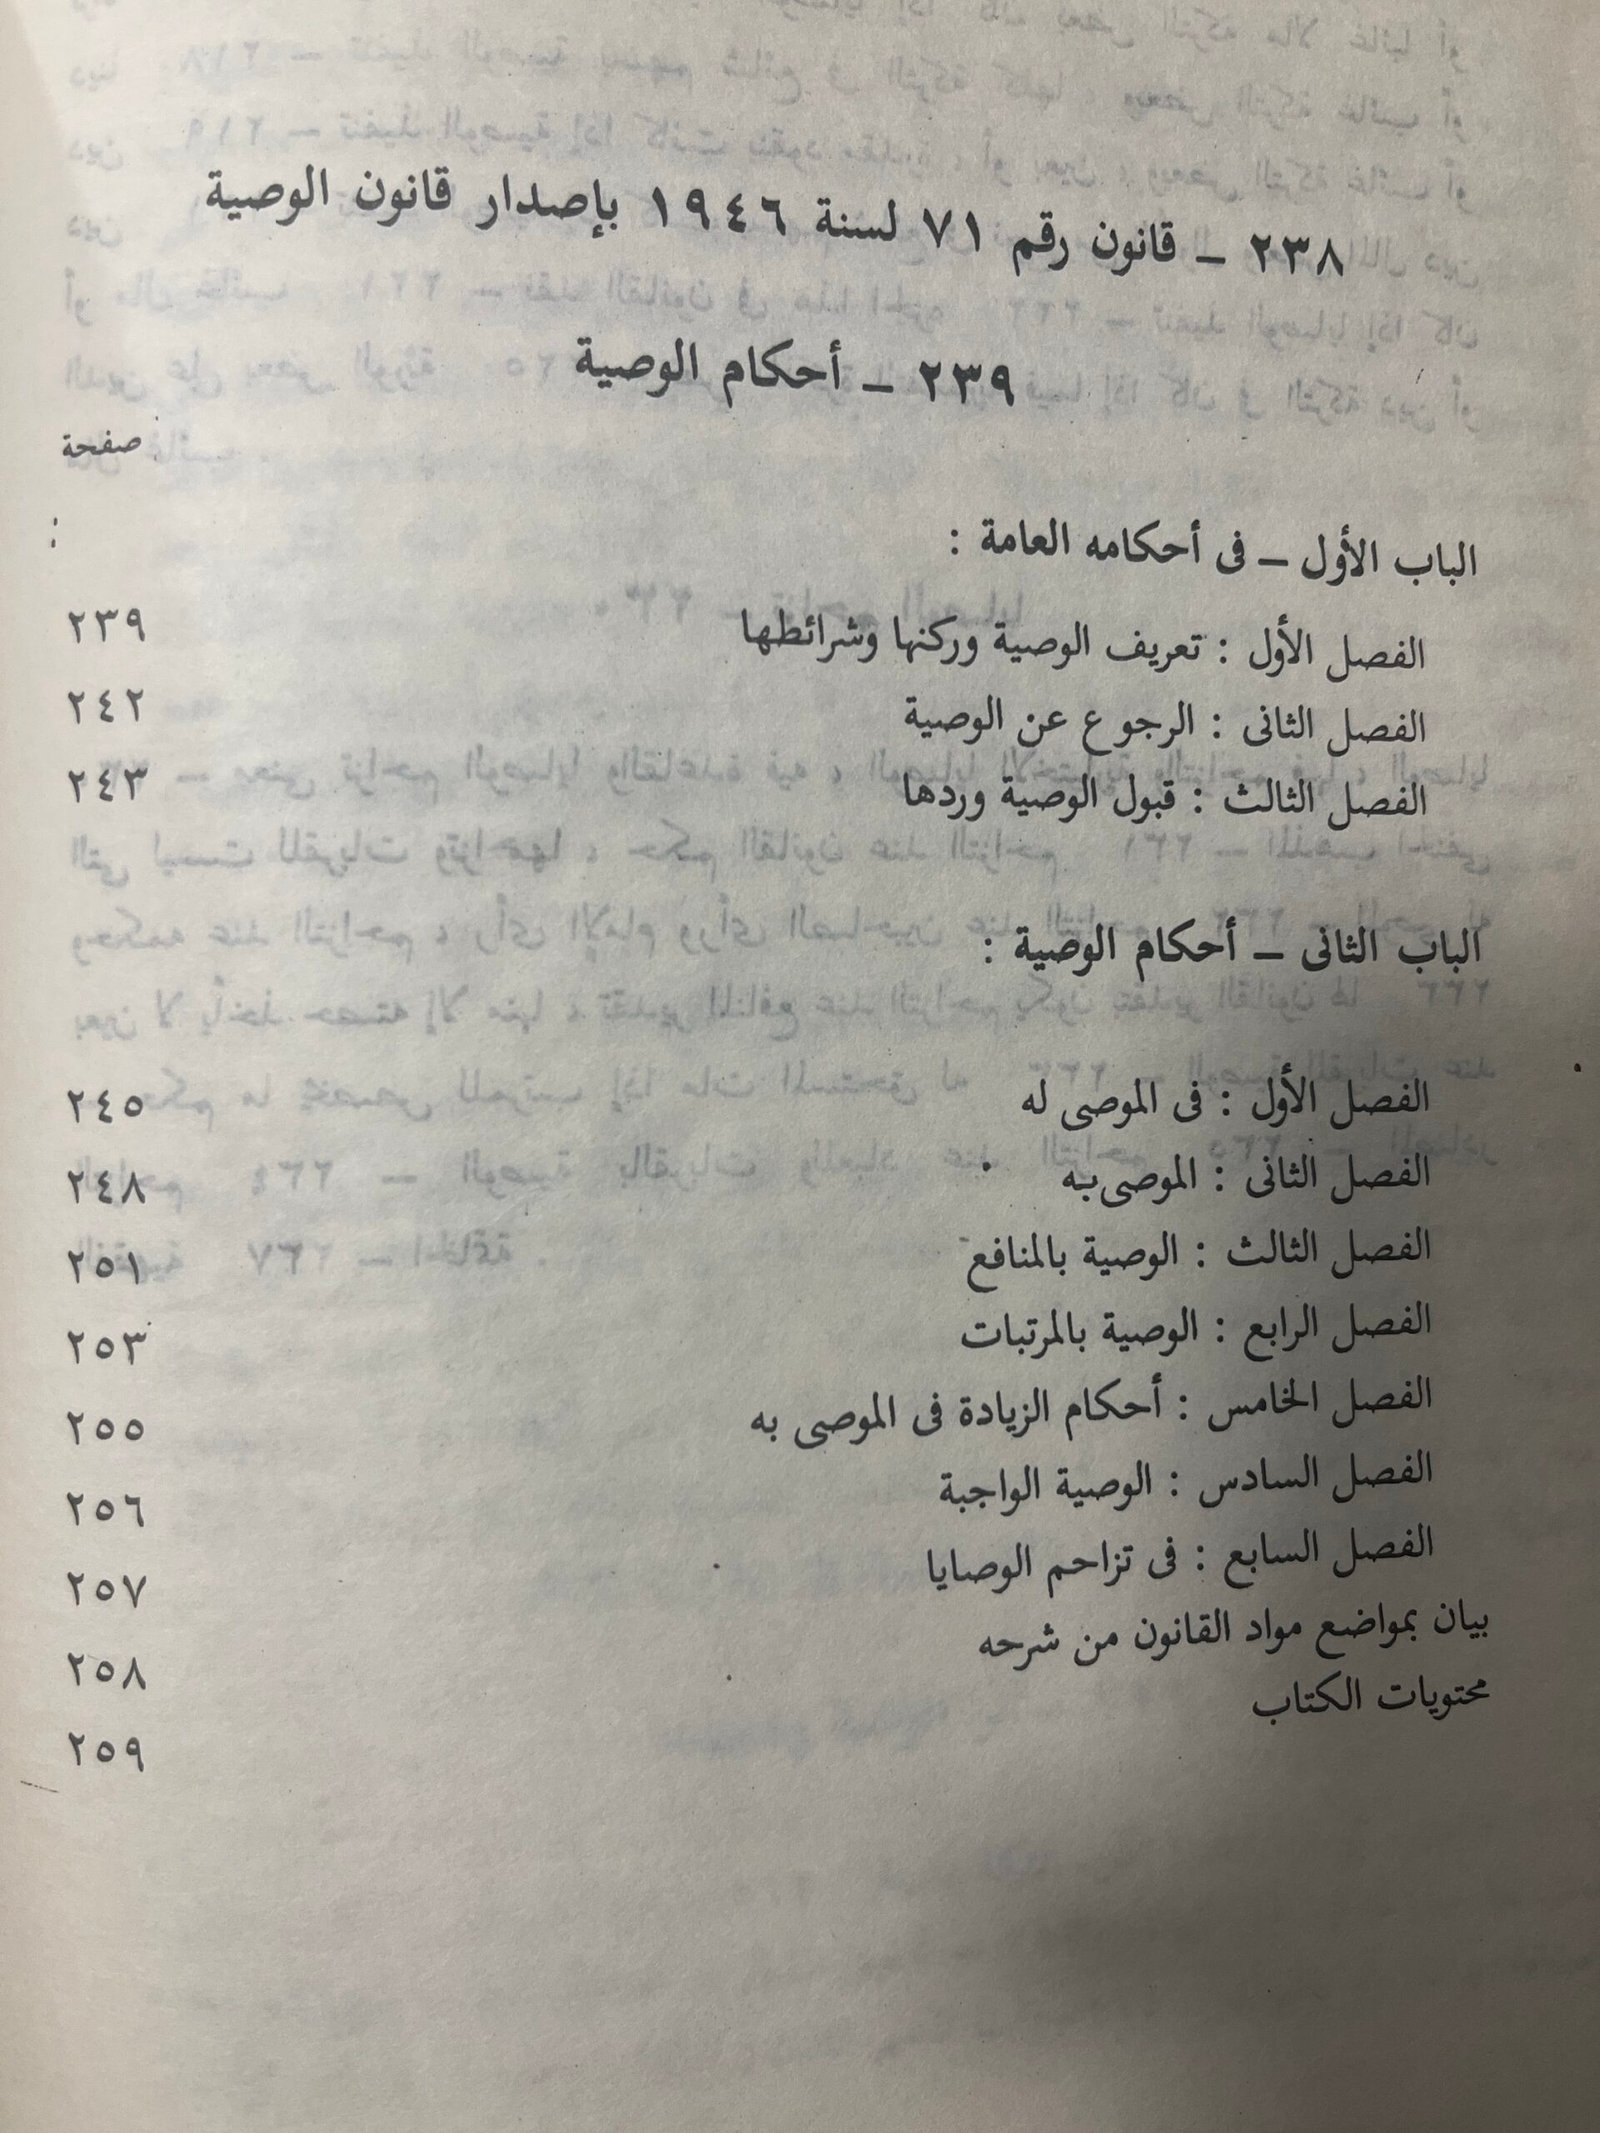 ٢٣٨ – قانون رقم ٧١ لسنة ١٩٤٦ بإصدار قانون الوصية
٢٣٩ – أحكام الوصية
صفحة
الباب الأول – فى أحكامه العامة :
الفصل الأول : تعريف الوصية وركنها وشرائطها ٢٣٩
الفصل الثانى : الرجوع عن الوصية ٢٤٢
الفصل الثالث : قبول الوصية وردها ٢٤٣
الباب الثانى – أحكام الوصية :
الفصل الأول : فى الموصى له ٢٤٥
الفصل الثانى : الموصى به ٢٤٨
الفصل الثالث : الوصية بالمنافع ٢٥١
الفصل الرابع : الوصية بالمرتبات ٢٥٣
الفصل الخامس : أحكام الزيادة فى الموصى به ٢٥٥
الفصل السادس : الوصية الواجبة ٢٥٦
الفصل السابع : فى تزاحم الوصايا ٢٥٧
بيان بمواضع مواد القانون من شرحه ٢٥٨
محتويات الكتاب ٢٥٩